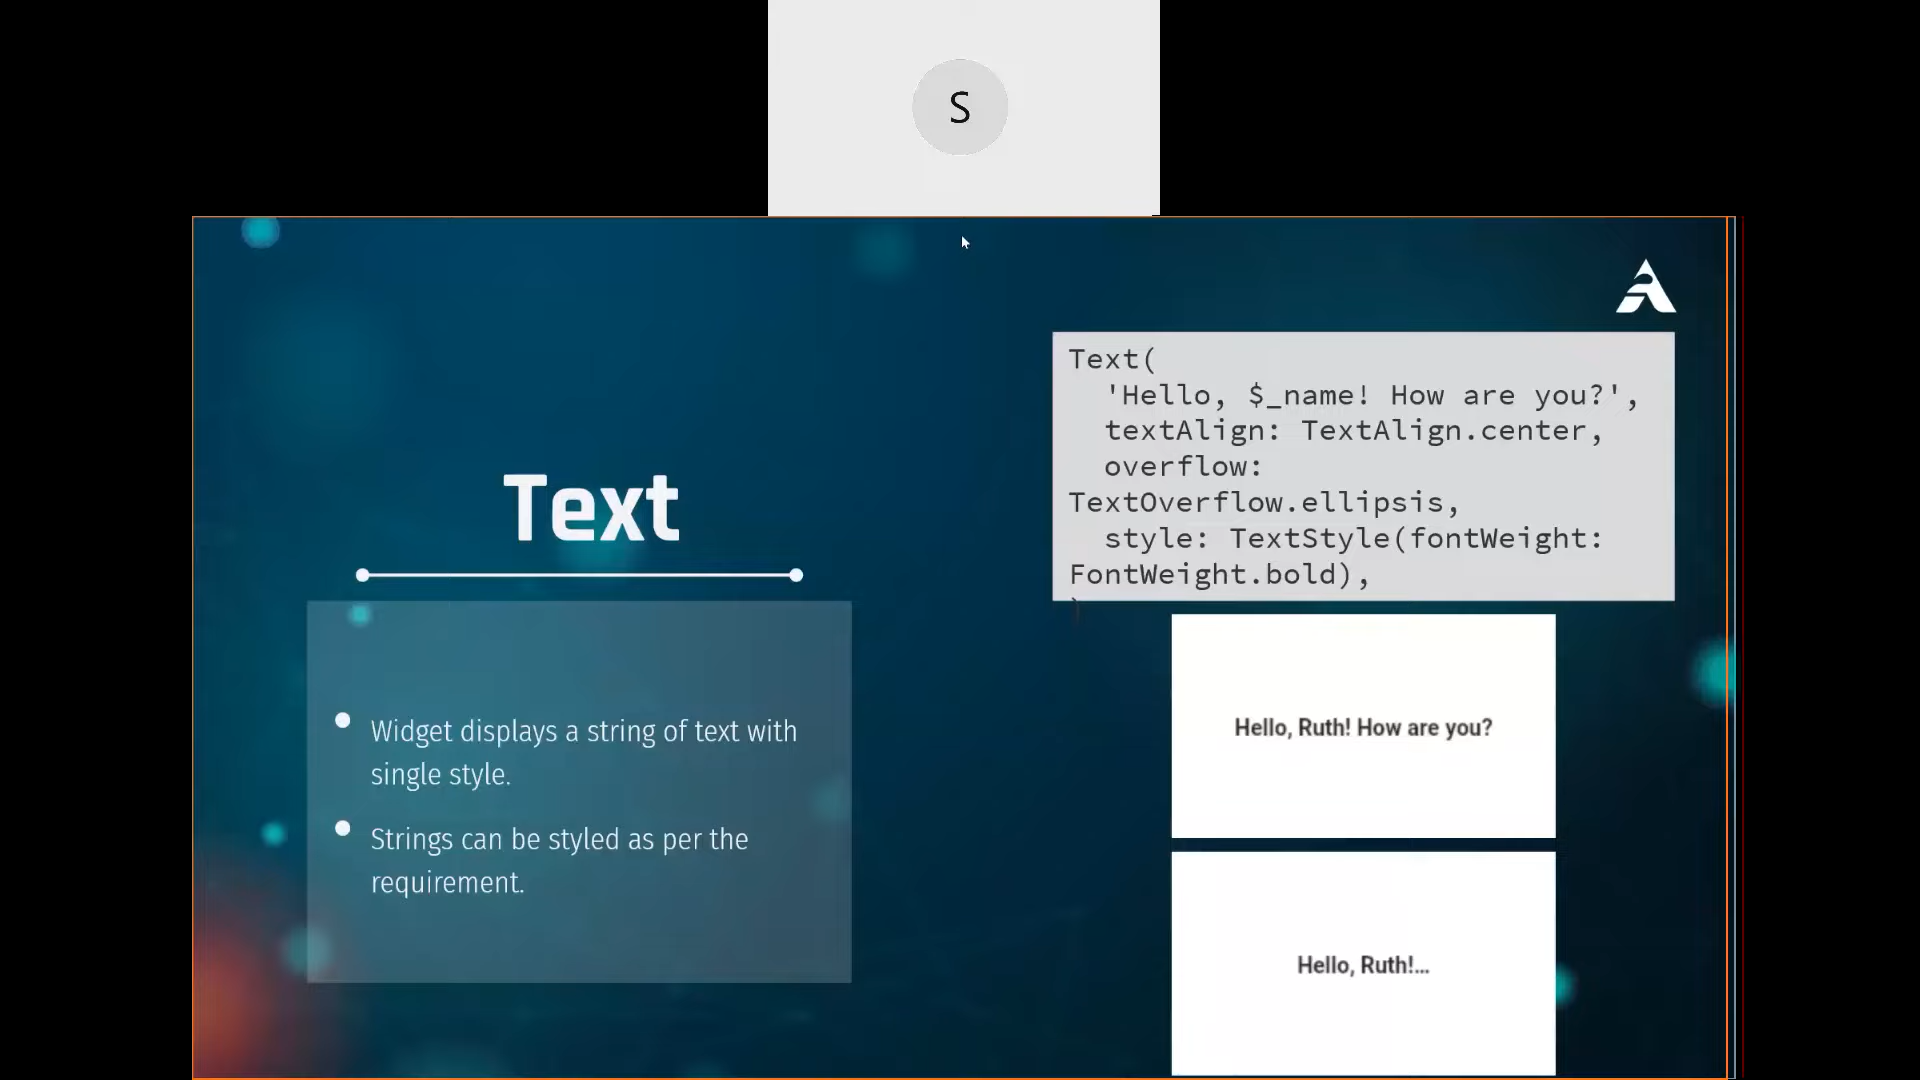 S
Text(
'Hello, $_name! How are you?',
textAlign: TextAlign.center,
overflow:
TextOverflow.ellipsis,
style: TextStyle(fontWeight:
FontWeight.bold),
)
Text
Widget displays a string of text with
single style.
Strings can be styled as per the
requirement.
Hello, Ruth! How are you?
Hello, Ruth!...